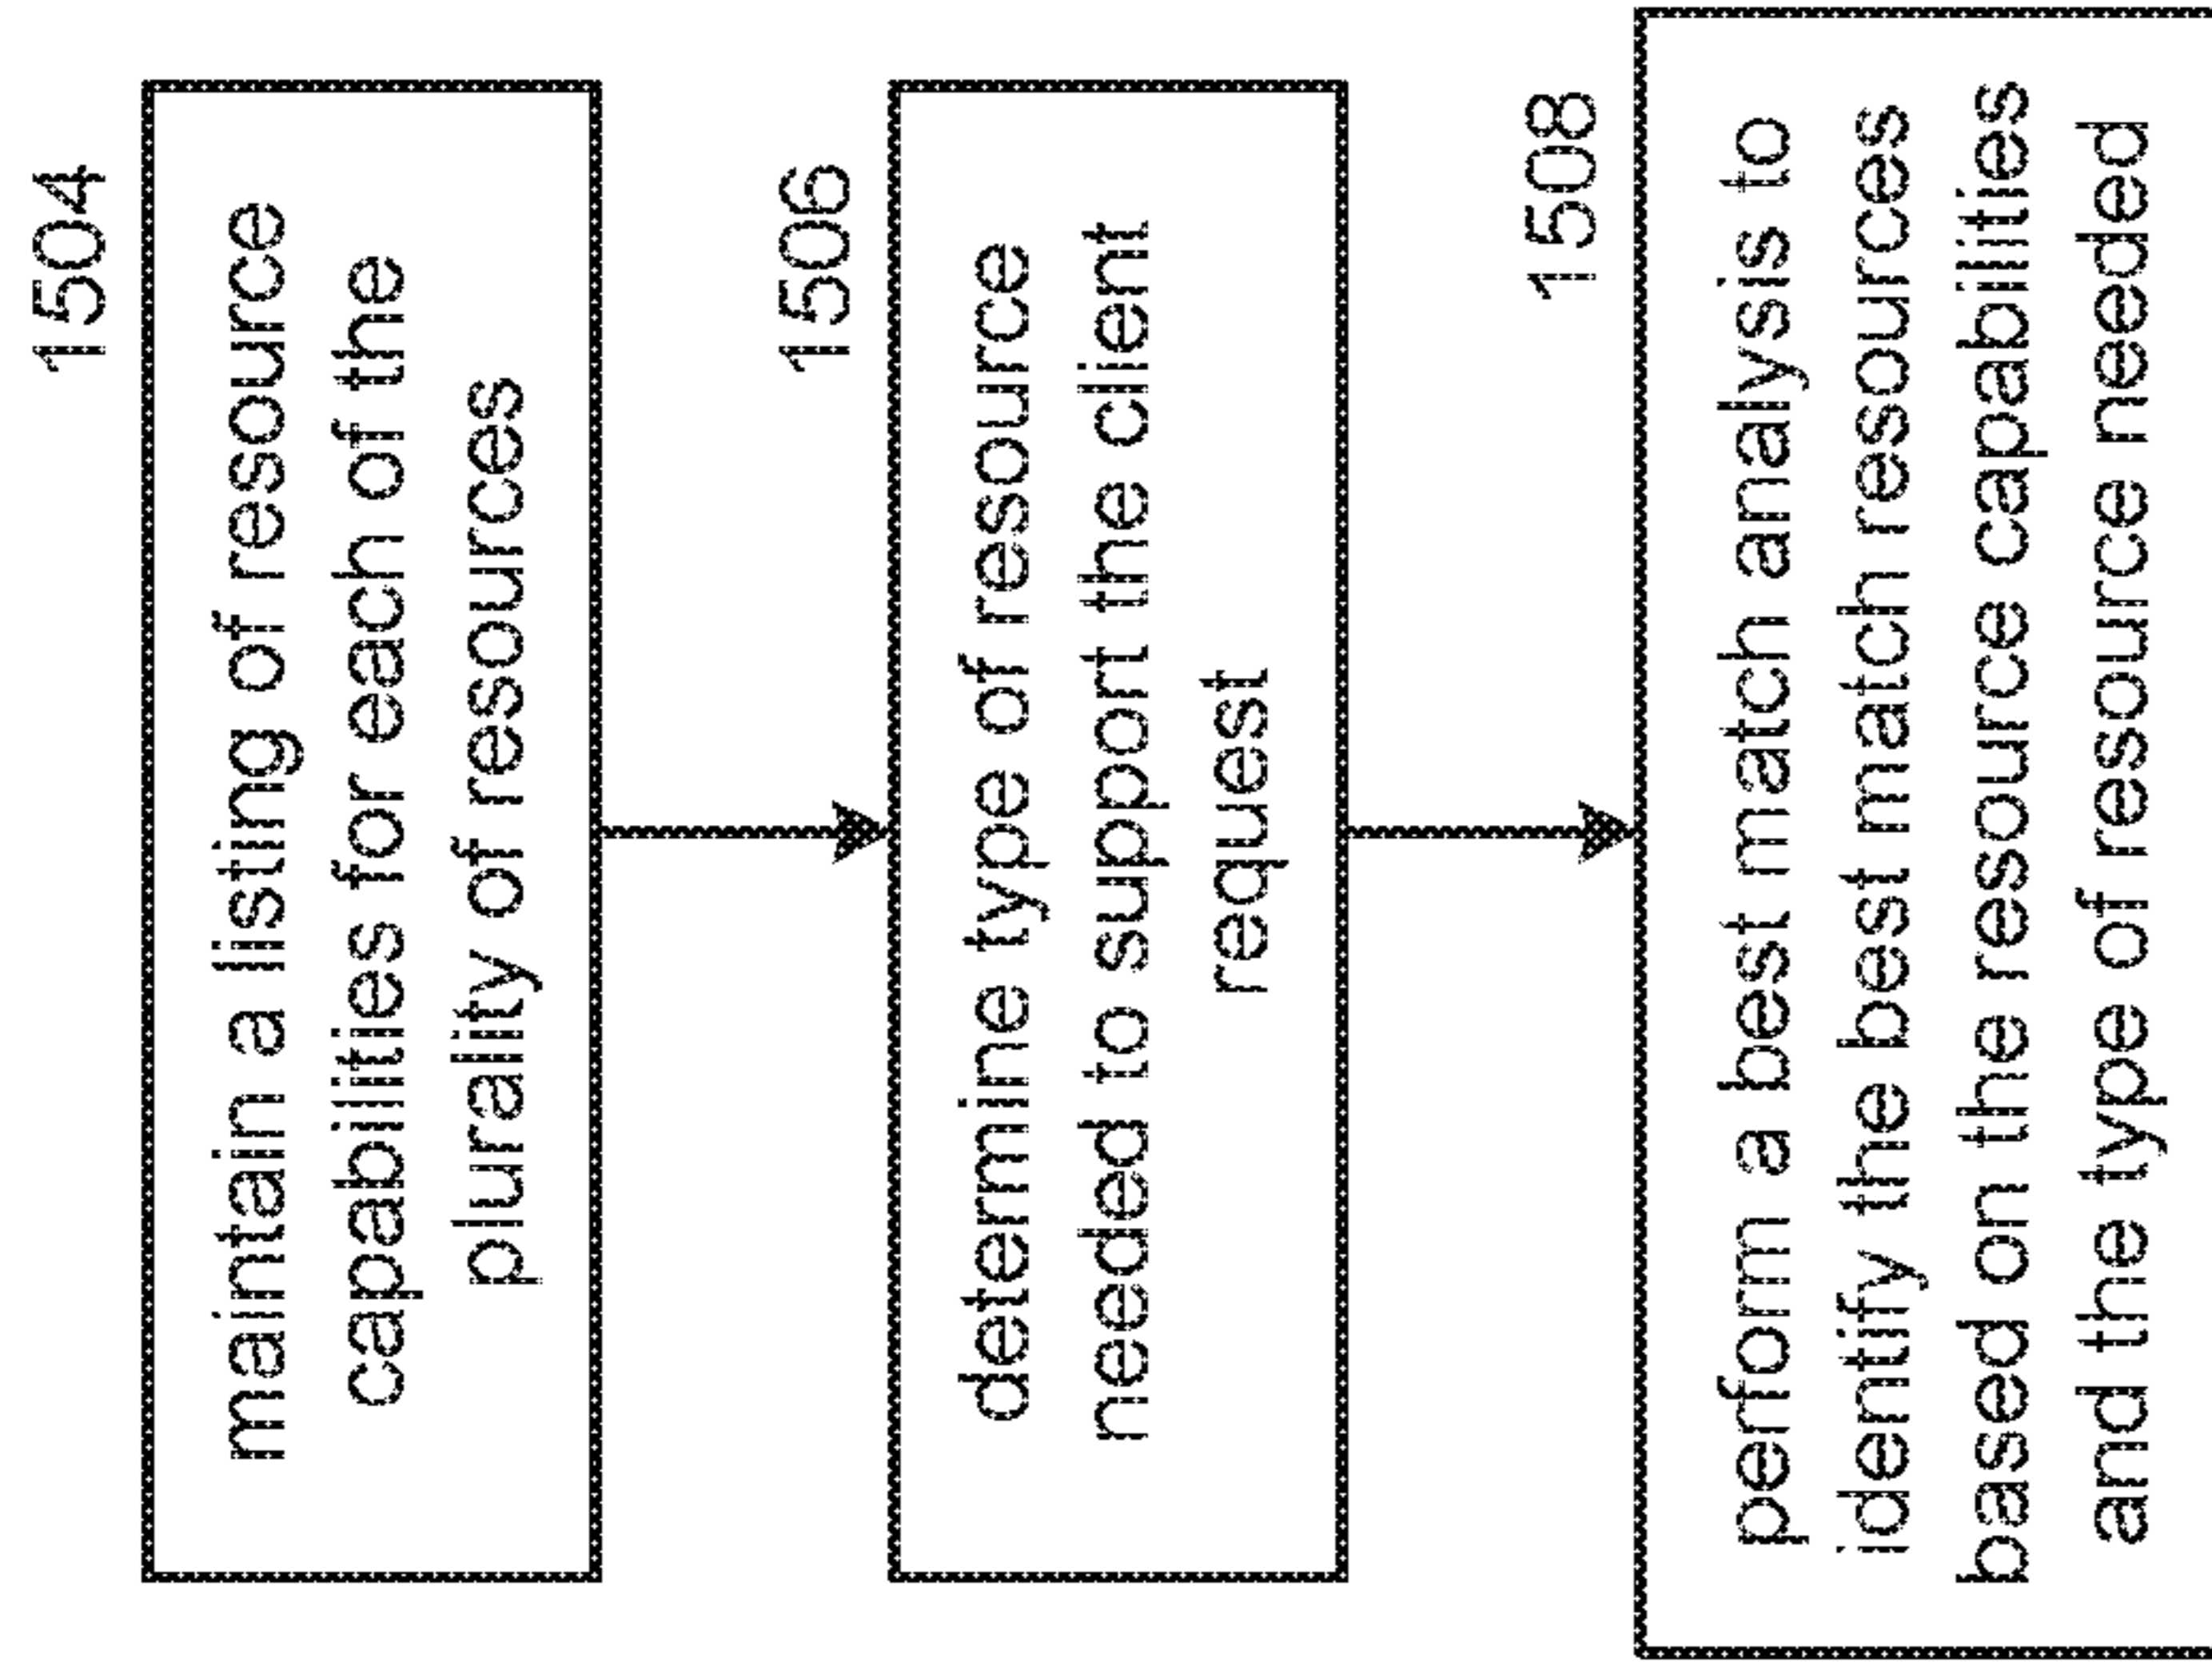 1504
maintain a listing of resource
capabilities for each of the
plurality of resources
1506
determine type of resource
needed to support the client
request
1508
perform a best match analysis to
identify the best match resources
based on the resource capabilities
and the type of resource needed